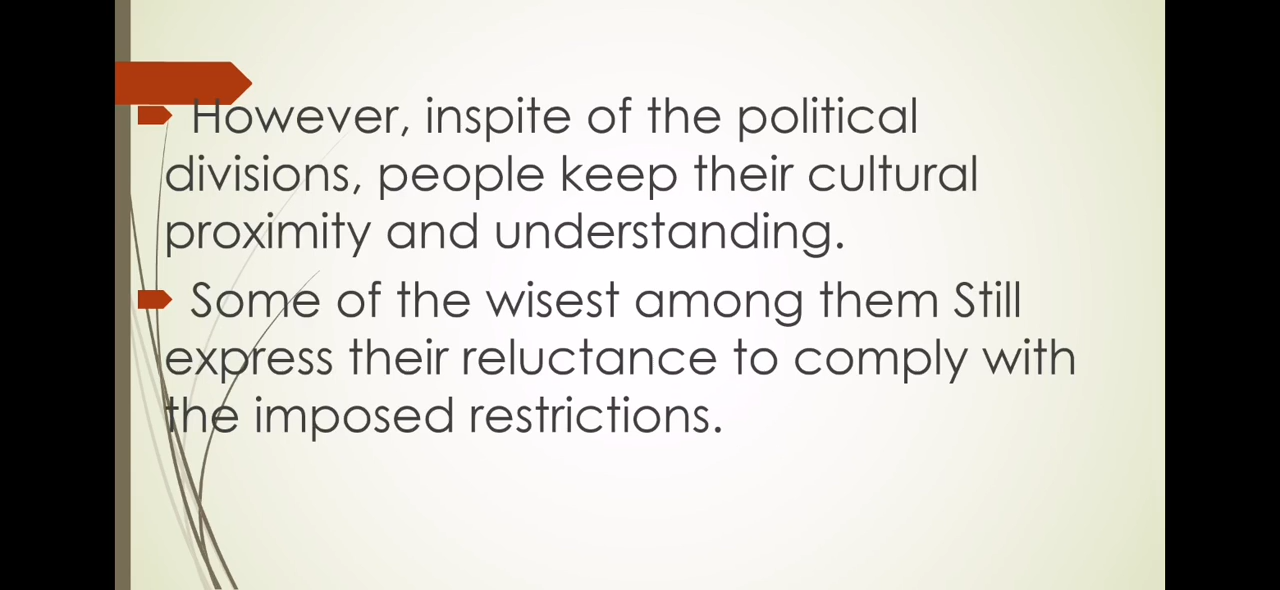 However, inspite of the political
divisions, people keep their cultural
proximity and understanding.
Some of the wisest among them Still
express their reluctance to comply with
the imposed restrictions.